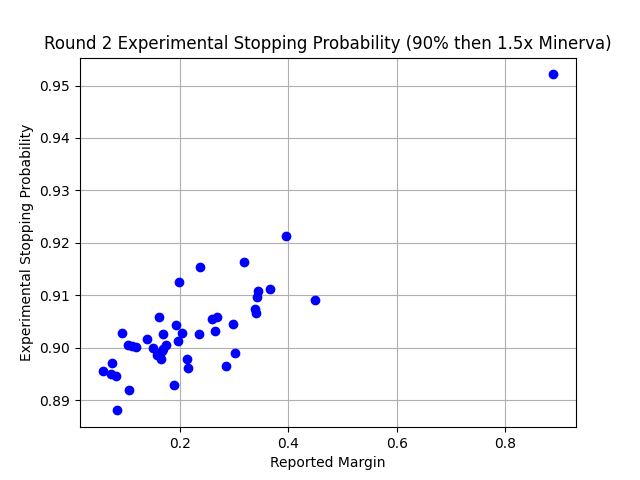 Round 2 Experimental Stopping Probability (90% then 1.5x Minerva)
Experimental Stopping Probability
0.95
0.94
0.93
0.92
0.91
0.90
0.89
0.2 0.4 0.6 0.8
Reported Margin